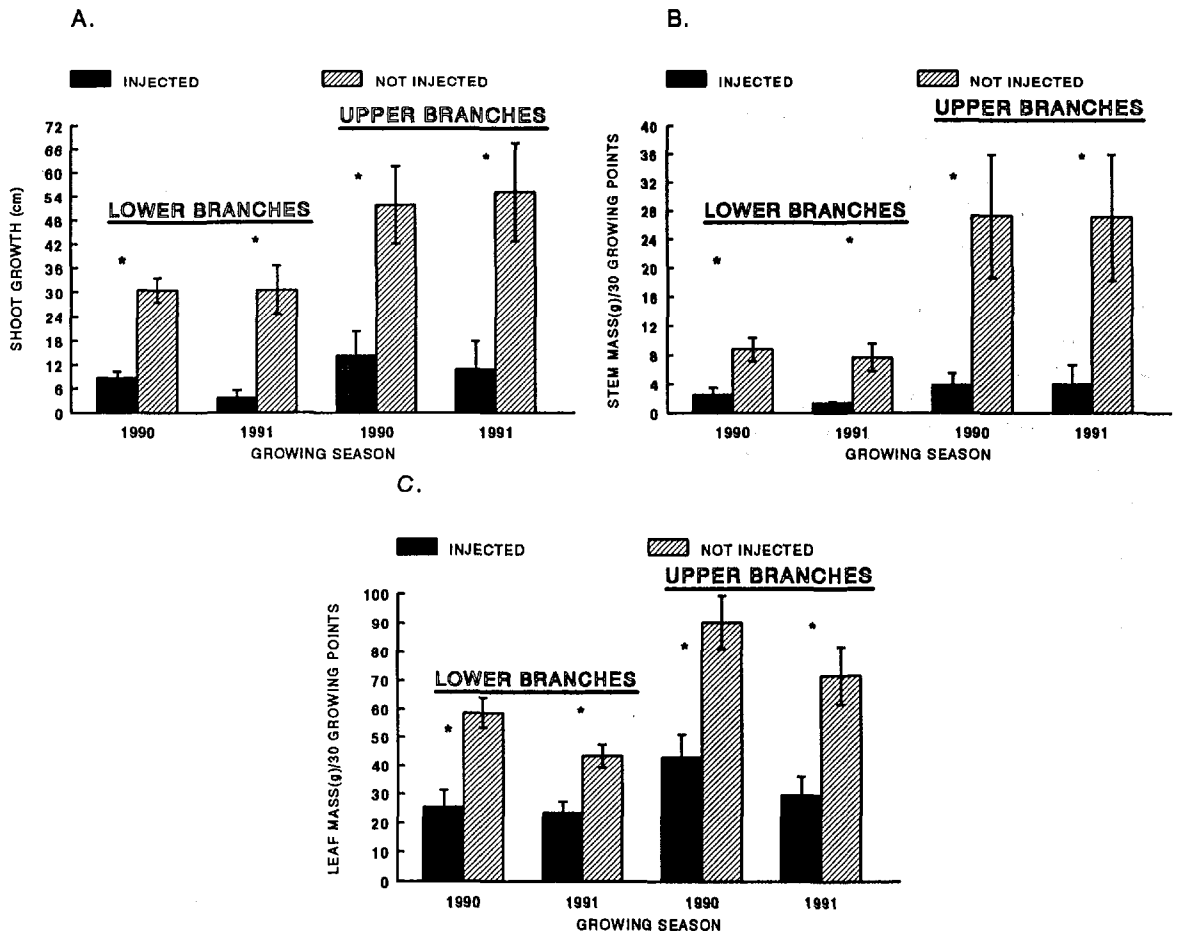 A.
INJECTED
NOT INJECTED
UPPER BRANCHES
LOWER BRANCHES
SHOOT GROWTH (cm)
72
66
60
54
48
42
36
30
24
18
12
6
0
*
*
*
*
1990
1991
1990
1991
GROWING SEASON
B.
INJECTED
NOT INJECTED
UPPER BRANCHES
LOWER BRANCHES
STEM MASS(g)/30 GROWING POINTS
40
36
32
28
24
20
16
12
8
4
0
*
*
*
*
1990
1991
1990
1991
GROWING SEASON
C.
INJECTED
NOT INJECTED
UPPER BRANCHES
LOWER BRANCHES
LEAF MASS(g)/30 GROWING POINTS
100
90
80
70
60
50
40
30
20
10
0
*
*
*
*
1990
1991
1990
1991
GROWING SEASON